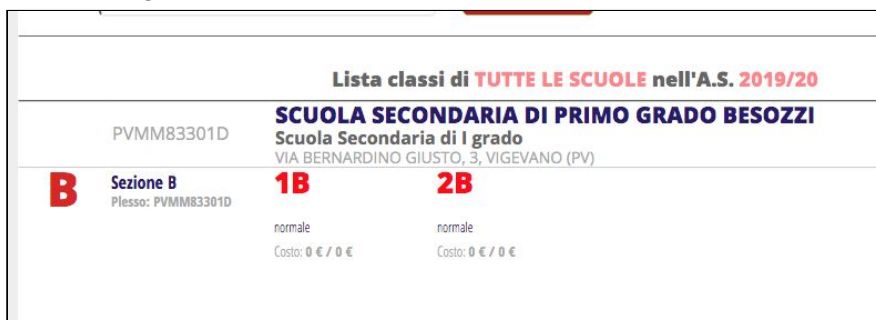 Lista classi di TUTTE LE SCUOLE nell'A.S. 2019/20
PVMM83301D
SCUOLA SECONDARIA DI PRIMO GRADO BESOZZI
Scuola Secondaria di I grado
VIA BERNARDINO GIUSTO, 3, VIGEVANO (PV)
B
Sezione B
Plesso: PVMM83301D
1B
2B
normale
normale
Costo: 0 € / 0 €
Costo: 0 € / 0 €